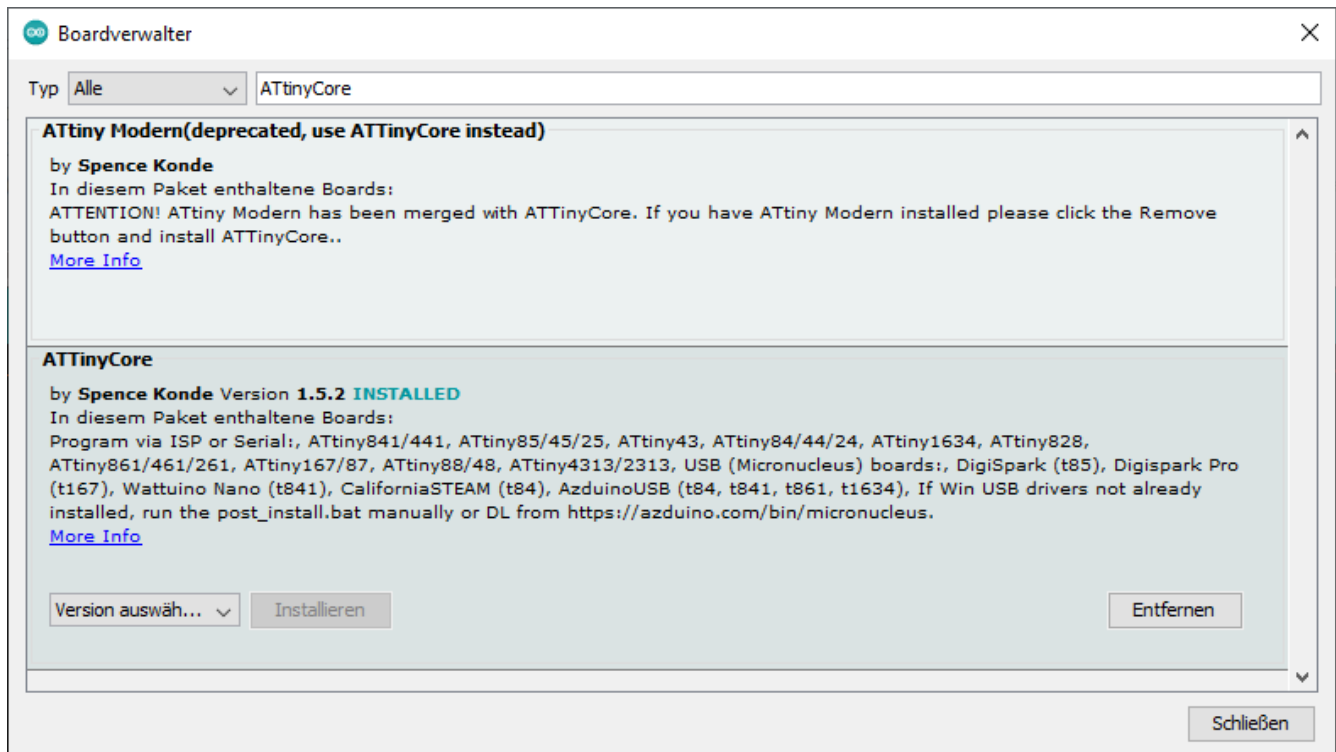 Boardverwalter
Typ Alle ATtinyCore
ATtiny Modern(deprecated, use ATTinyCore instead)
by Spence Konde
In diesem Paket enthaltene Boards:
ATTENTION! ATtiny Modern has been merged with ATTinyCore. If you have ATtiny Modern installed please click the Remove
button and install ATTinyCore..
More Info
ATTinyCore
by Spence Konde Version 1.5.2 INSTALLED
In diesem Paket enthaltene Boards:
Program via ISP or Serial:, ATtiny841/441, ATtiny85/45/25, ATtiny43, ATtiny84/44/24, ATtiny1634, ATtiny828,
ATtiny861/461/261, ATtiny167/87, ATtiny88/48, ATtiny4313/2313, USB (Micronucleus) boards:, DigiSpark (t85), Digispark Pro
(t167), Wattuino Nano (t841), CaliforniaSTEAM (t84), AzduinoUSB (t84, t841, t861, t1634), If Win USB drivers not already
installed, run the post_install.bat manually or DL from https://azduino.com/bin/micronucleus.
More Info
Version auswäh... Installieren Entfernen
Schließen